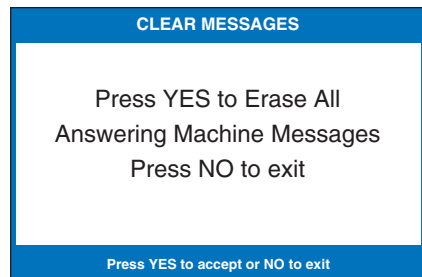 CLEAR MESSAGES
Press YES to Erase All
Answering Machine Messages
Press NO to exit
Press YES to accept or NO to exit